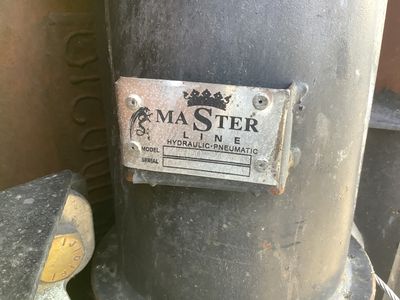 MASTER
LINE
HYDRAULIC-PNEUMATIC
MODEL
SERIAL